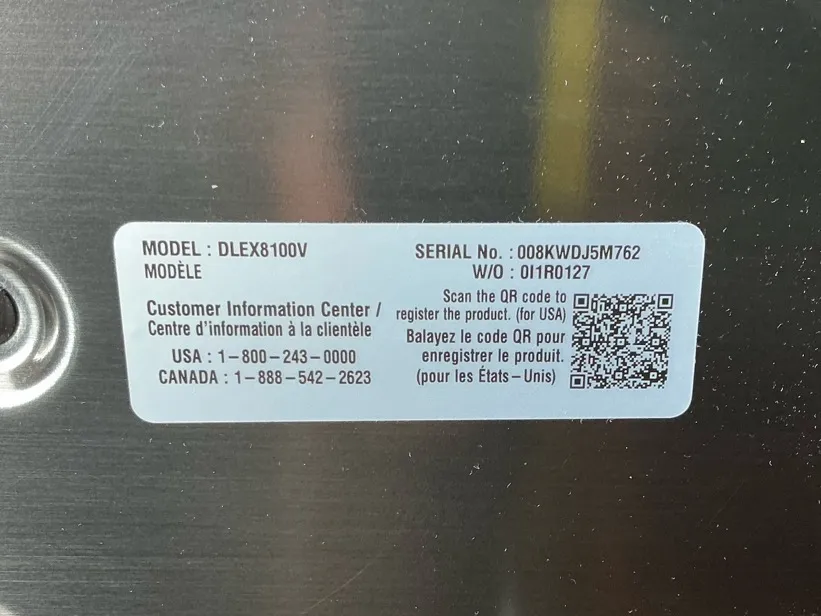 MODEL : DLEX8100V
MODÈLE
SERIAL No. : 008KWDJ5M762
W/O : 0I1R0127
Customer Information Center /
Centre d'information à la clientèle
USA : 1-800-243-0000
CANADA : 1-888-542-2623
Scan the QR code to
register the product. (for USA)
Balayez le code QR pour
enregistrer le produit.
(pour les États-Unis)